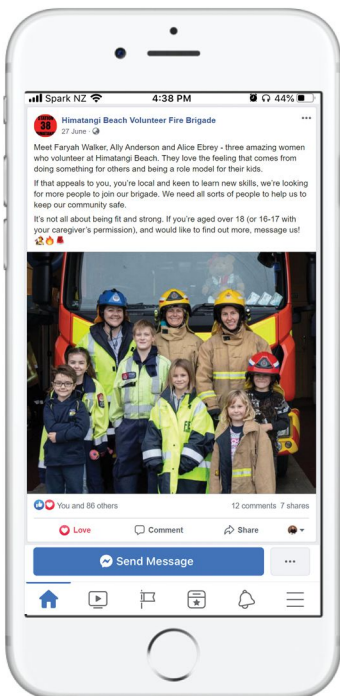 Spark NZ 4:38 PM 44%
STATION
38
Himatangi Beach Volunteer Fire Brigade
27 June ·
Meet Faryah Walker, Ally Anderson and Alice Ebrey - three amazing women
who volunteer at Himatangi Beach. They love the feeling that comes from
doing something for others and being a role model for their kids.
If that appeals to you, you're local and keen to learn new skills, we're looking
for more people to join our brigade. We need all sorts of people to help us to
keep our community safe.
It's not all about being fit and strong. If you're aged over 18 (or 16-17 with
your caregiver's permission), and would like to find out more, message us!
You and 86 others 12 comments 7 shares
Love Comment Share
Send Message